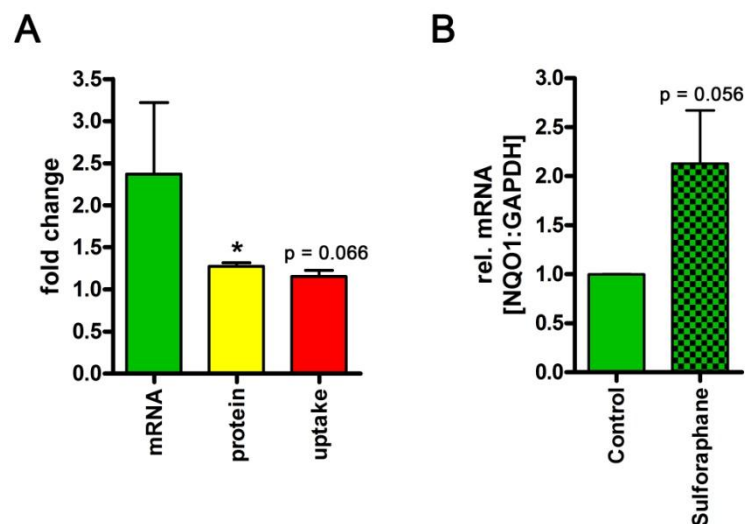 A
fold change
3.5
3.0
2.5
2.0
1.5
1.0
0.5
0.0
*
p = 0.066
mRNA
protein
uptake
B
rel. mRNA
[NQO1:GAPDH]
3.0
2.5
2.0
1.5
1.0
0.5
0.0
p = 0.056
Control
Sulforaphane